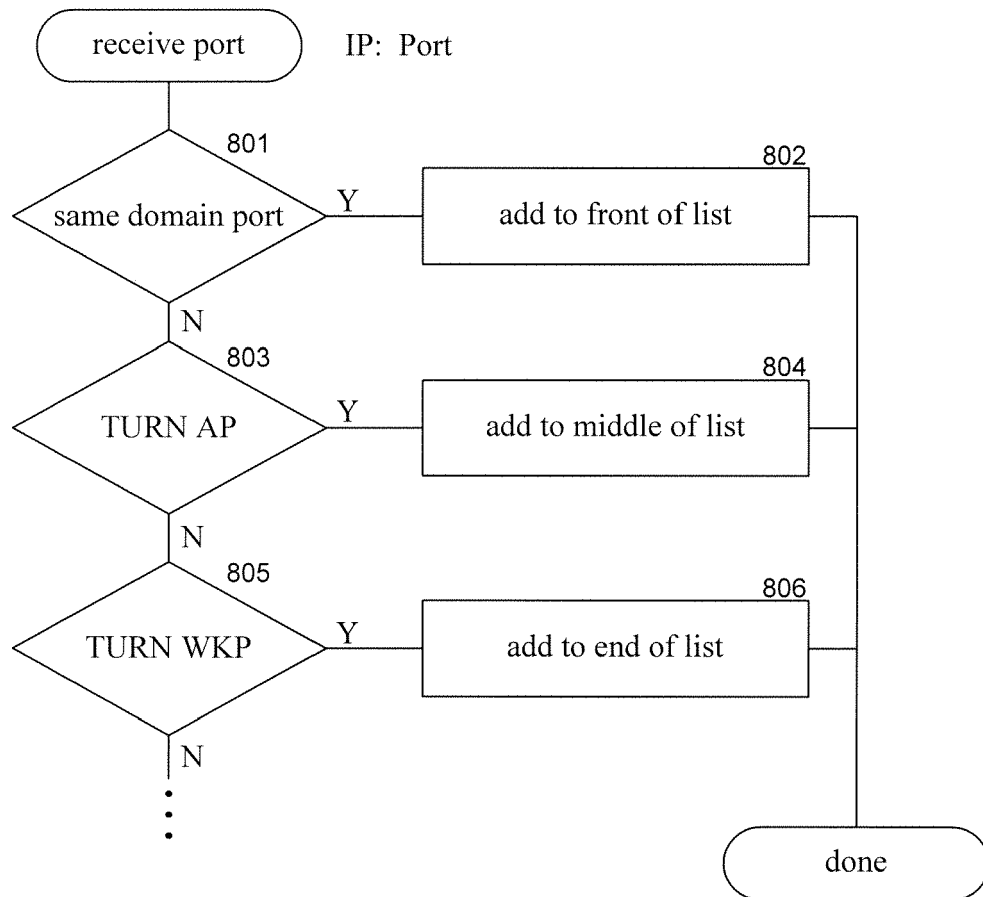 receive port
IP: Port
801
same domain port
Y
802
add to front of list
N
803
TURN AP
Y
804
add to middle of list
N
805
TURN WKP
Y
806
add to end of list
N
done